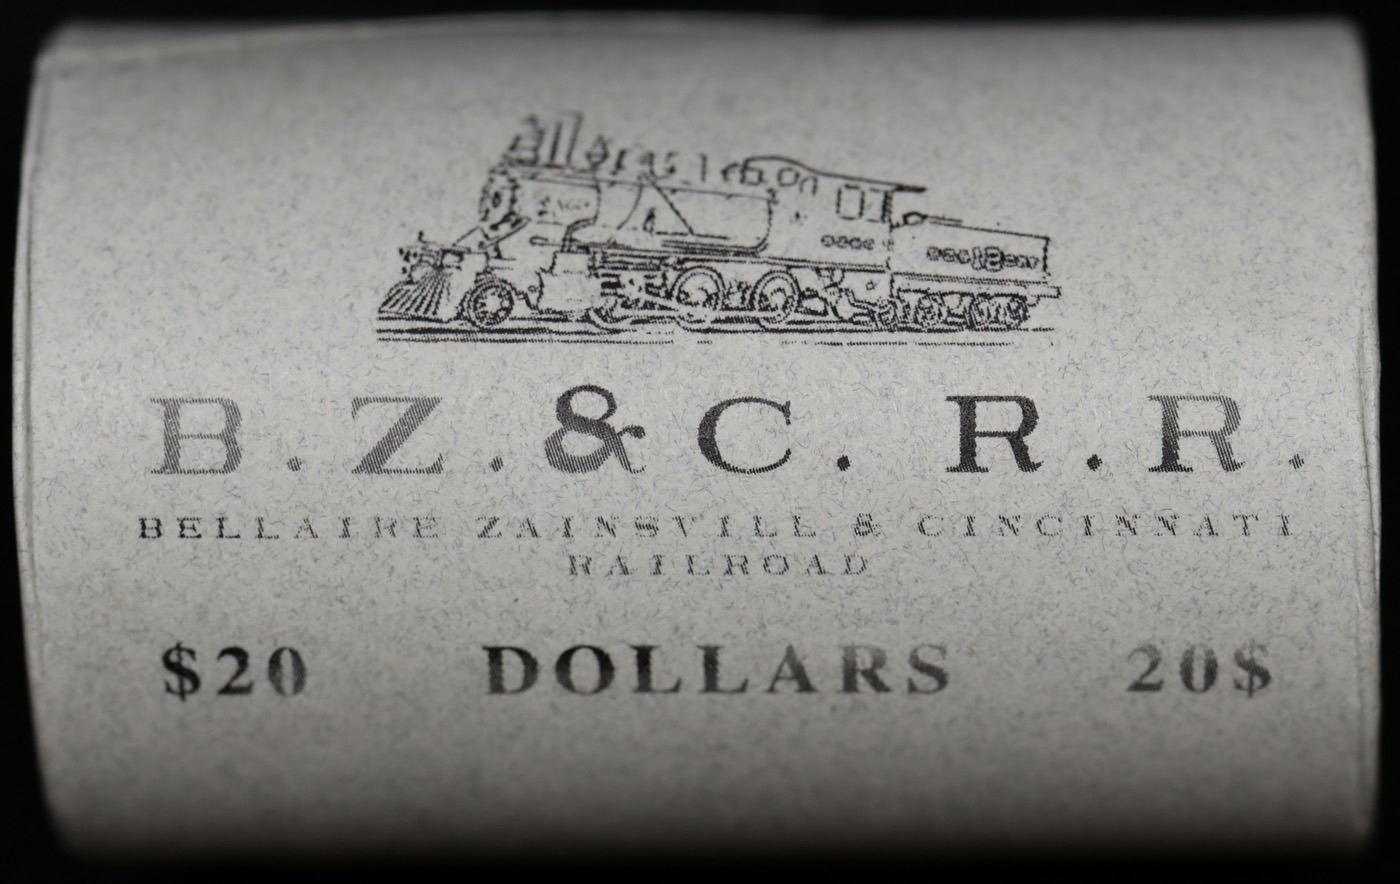 B.Z.& C. R.R.
BELLAIRE ZAINSVILL & CINCINNATI
RAILROAD
$20 DOLLARS 20$